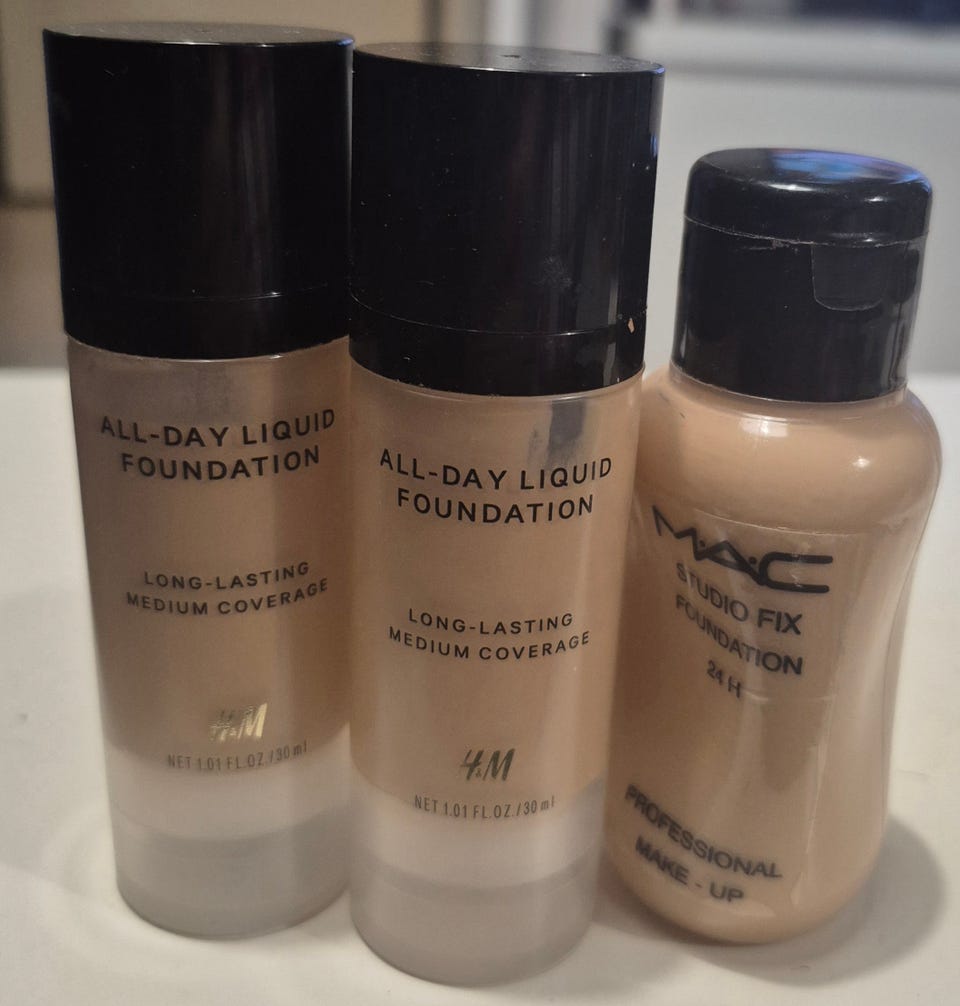 ALL-DAY LIQUID
FOUNDATION
LONG-LASTING
MEDIUM COVERAGE
H&M
NET 1.01 FL.OZ./30 ml
ALL-DAY LIQUID
FOUNDATION
LONG-LASTING
MEDIUM COVERAGE
H&M
NET 1.01 FL.OZ./30 ml
M·A·C
STUDIO FIX
FOUNDATION
24 H
PROFESSIONAL
MAKE - UP